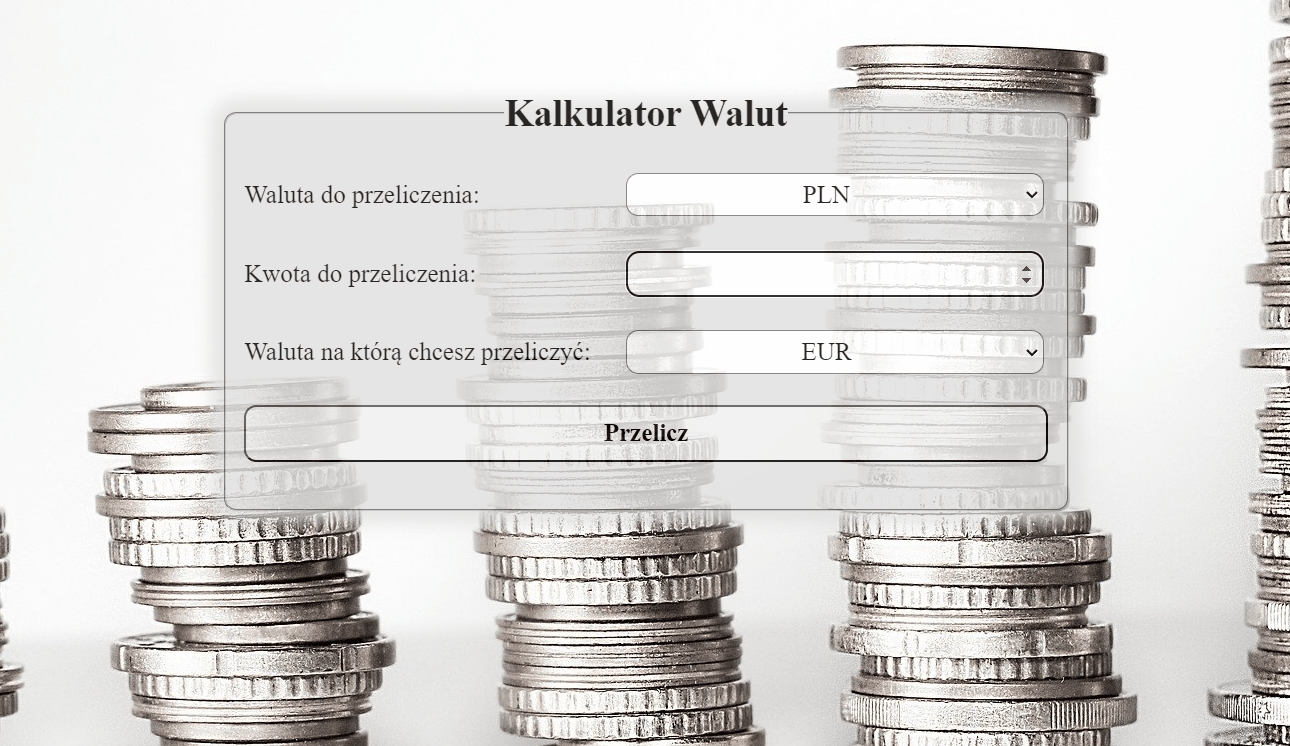 Kalkulator Walut
Waluta do przeliczenia:
PLN
Kwota do przeliczenia:
Waluta na którą chcesz przeliczyć:
EUR
Przelicz